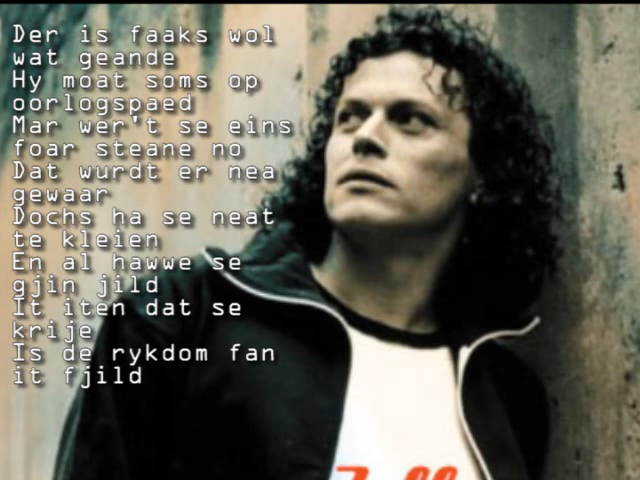 Der is faaks wol
wat geande
Hy moat soms op
oorlogspaed
Mar wer't se eins
foar steane no
Dat wurdt er nea
gewaar
Dochs ha se neat
te kleien
En al hawwe se
gjin jild
It iten dat se
krije
Is de rykdom fan
it fjild